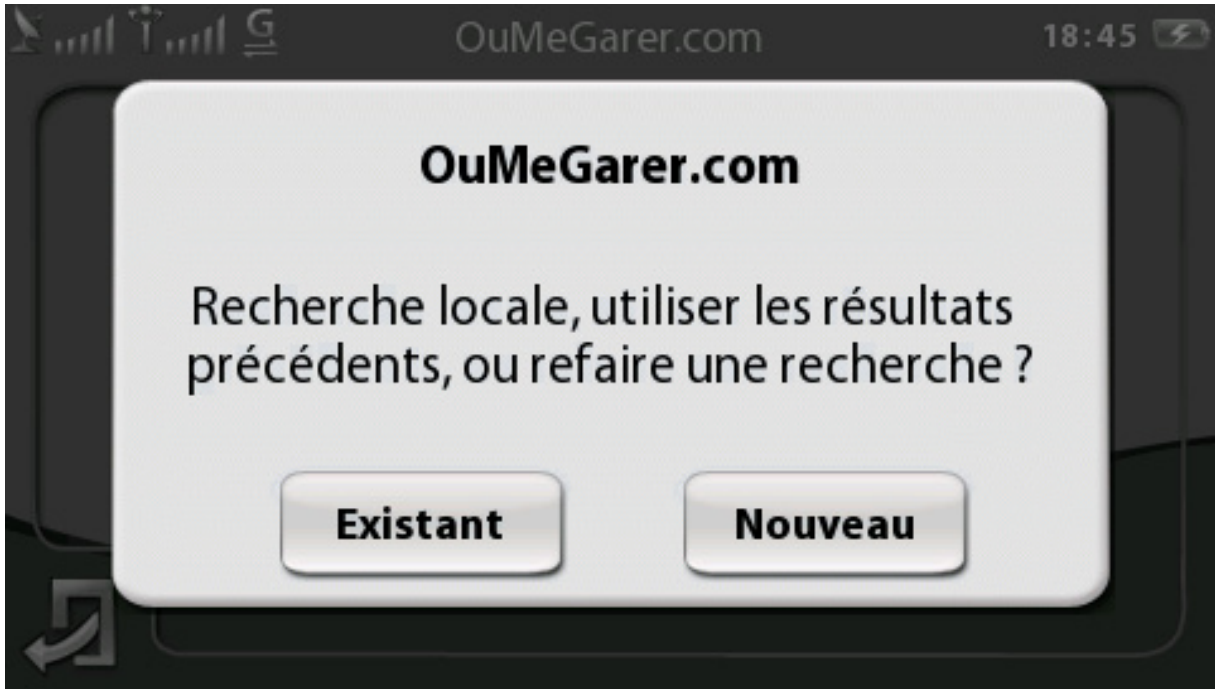 G
OuMeGarer.com
18:45
OuMeGarer.com
Recherche locale, utiliser les résultats
précédents, ou refaire une recherche ?
Existant
Nouveau